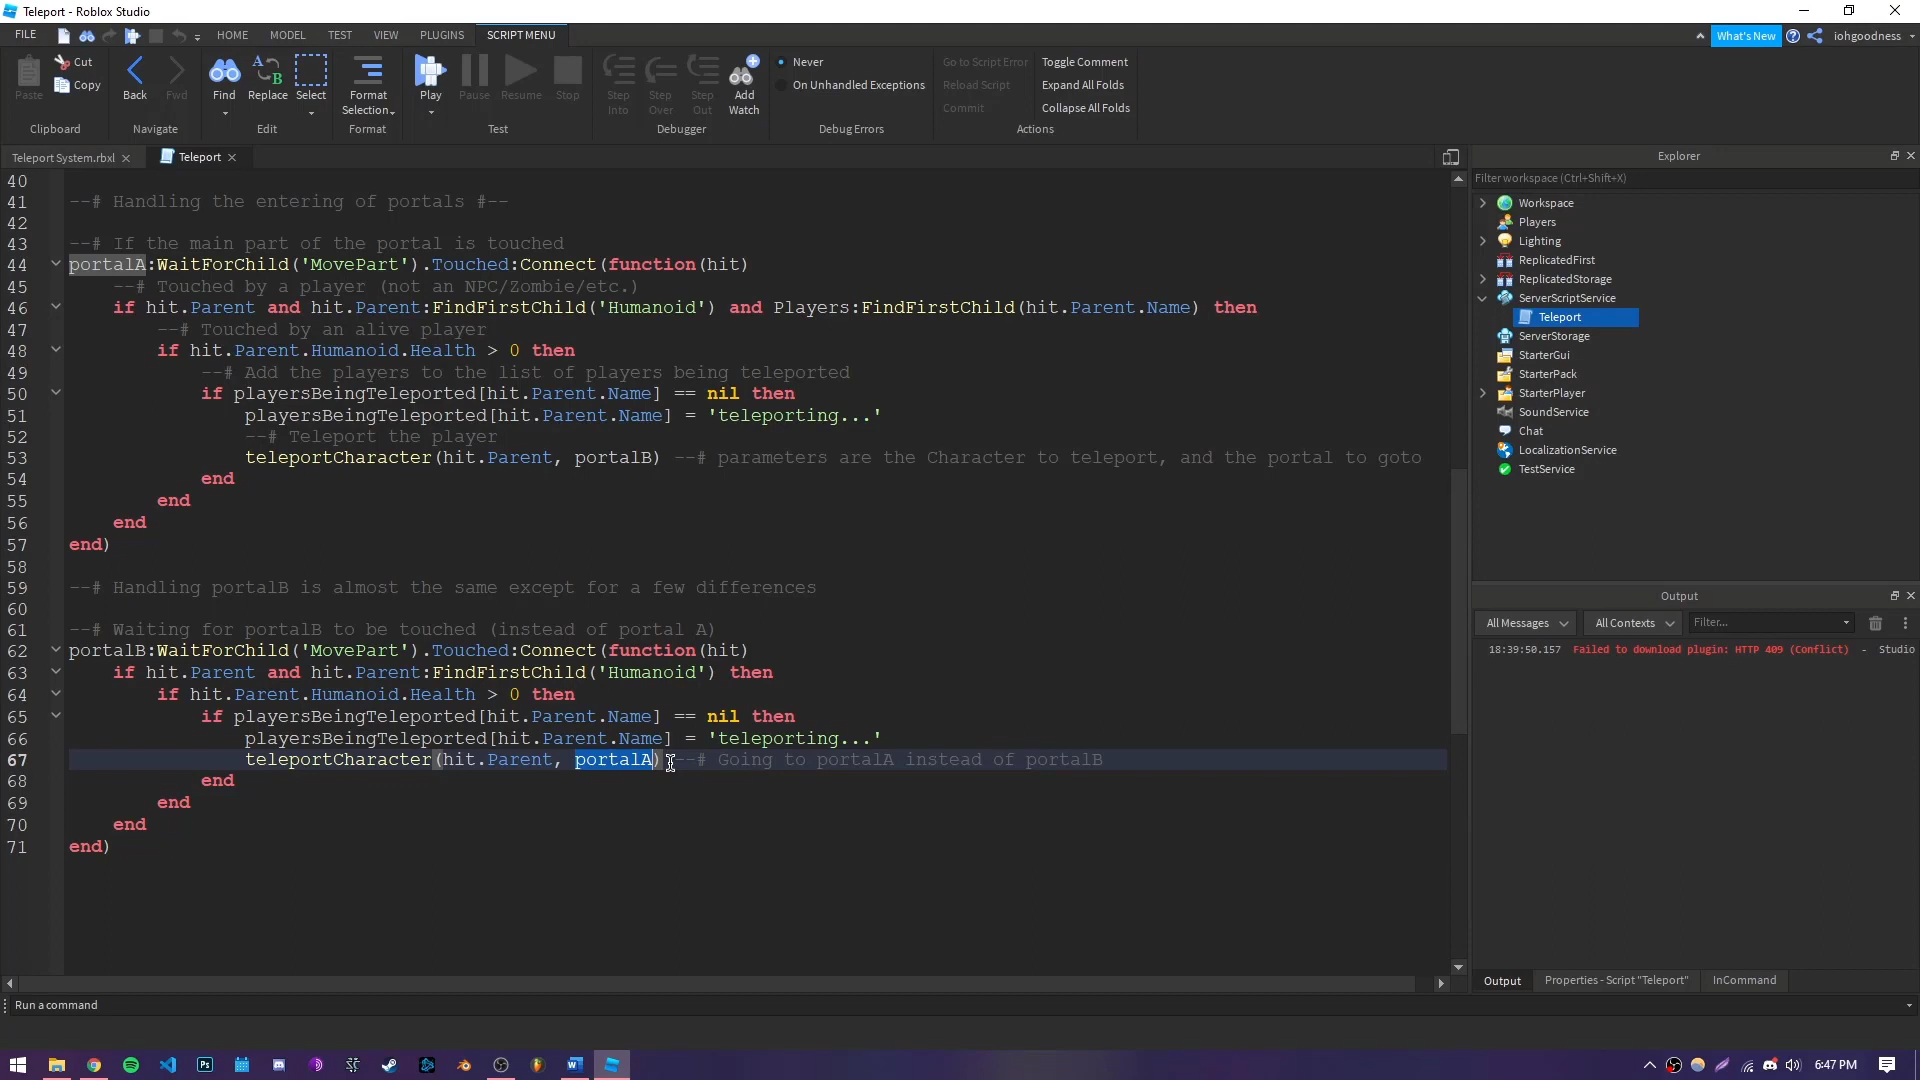 Teleport - Roblox Studio
FILE HOME MODEL TEST VIEW PLUGINS SCRIPT MENU What's New iohgoodness
Paste Cut Copy Clipboard
Back Fwd Navigate
Find Replace Select Edit
Format Selection Format
Play Pause Resume Stop Test
Step Into Step Over Step Out Add Watch Debugger
Never
On Unhandled Exceptions
Debug Errors
Go to Script Error Toggle Comment
Reload Script Expand All Folds
Commit Collapse All Folds
Actions
Teleport System.rbxl Teleport
40
41 --# Handling the entering of portals #--
42
43 --# If the main part of the portal is touched
44 portalA:WaitForChild('MovePart').Touched:Connect(function(hit)
45 --# Touched by a player (not an NPC/Zombie/etc.)
46 if hit.Parent and hit.Parent:FindFirstChild('Humanoid') and Players:FindFirstChild(hit.Parent.Name) then
47 --# Touched by an alive player
48 if hit.Parent.Humanoid.Health > 0 then
49 --# Add the players to the list of players being teleported
50 if playersBeingTeleported[hit.Parent.Name] == nil then
51 playersBeingTeleported[hit.Parent.Name] = 'teleporting...'
52 --# Teleport the player
53 teleportCharacter(hit.Parent, portalB) --# parameters are the Character to teleport, and the portal to goto
54 end
55 end
56 end
57 end)
58
59 --# Handling portalB is almost the same except for a few differences
60
61 --# Waiting for portalB to be touched (instead of portal A)
62 portalB:WaitForChild('MovePart').Touched:Connect(function(hit)
63 if hit.Parent and hit.Parent:FindFirstChild('Humanoid') then
64 if hit.Parent.Humanoid.Health > 0 then
65 if playersBeingTeleported[hit.Parent.Name] == nil then
66 playersBeingTeleported[hit.Parent.Name] = 'teleporting...'
67 teleportCharacter(hit.Parent, portalA) --# Going to portalA instead of portalB
68 end
69 end
70 end
71 end)
Explorer
Filter workspace (Ctrl+Shift+X)
Workspace
Players
Lighting
ReplicatedFirst
ReplicatedStorage
ServerScriptService
Teleport
ServerStorage
StarterGui
StarterPack
StarterPlayer
SoundService
Chat
LocalizationService
TestService
Output
All Messages All Contexts Filter...
18:39:50.157 Failed to download plugin: HTTP 409 (Conflict) - Studio
Output Properties - Script "Teleport" InCommand
Run a command
6:47 PM